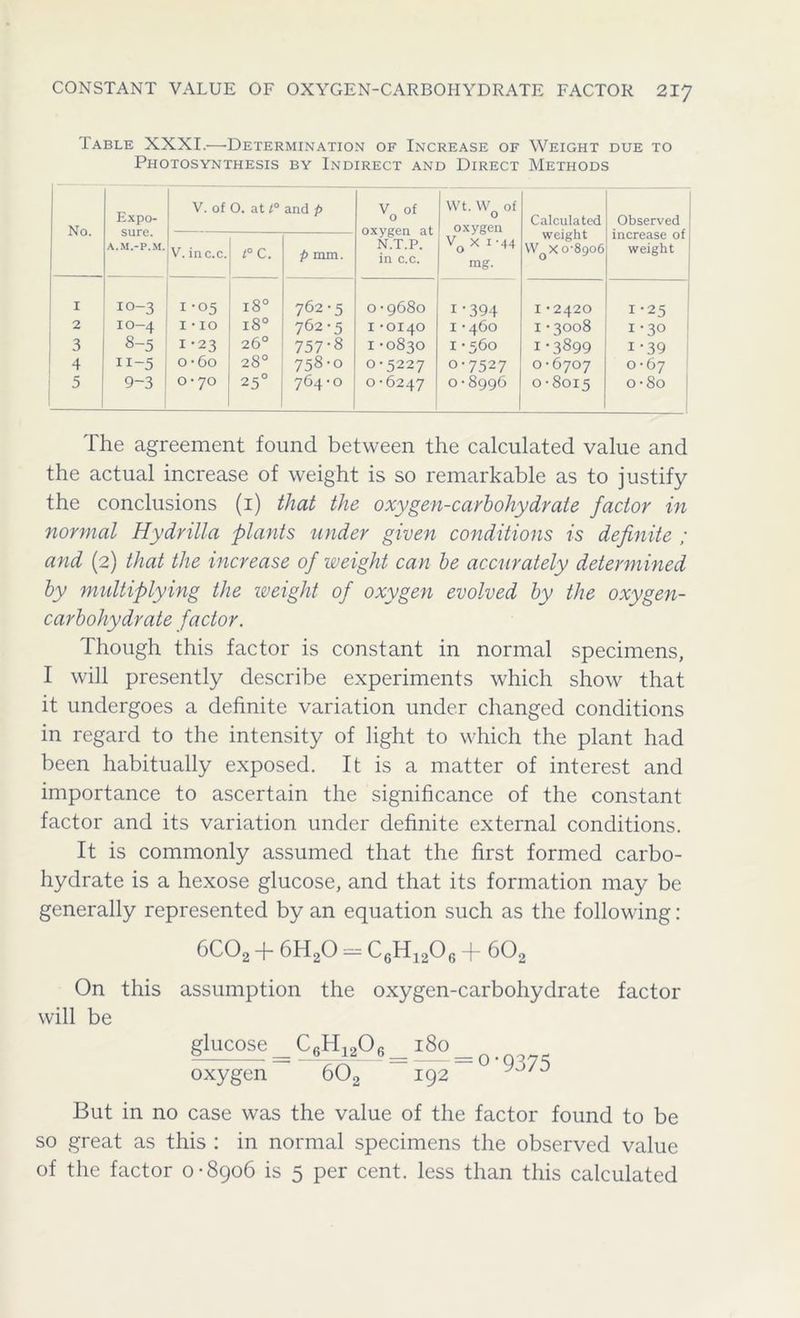 CONSTANT VALUE OF OXYGEN-CARBOHYDRATE FACTOR 217
TABLE XXXI.—DETERMINATION OF INCREASE OF WEIGHT DUE TO
PHOTOSYNTHESIS BY INDIRECT AND DIRECT METHODS
No. | Exposure. A.M.-P.M. | V. of O. at t° and p: V. in c.c. | t° C. | p mm. | V₀ of oxygen at N.T.P. in c.c. | Wt. W₀ of oxygen V₀ × 1·44 mg. | Calculated weight W₀ × 0·8906 | Observed increase of weight
1 | 10–3 | 1·05 | 18° | 762·5 | 0·9680 | 1·394 | 1·2420 | 1·25
2 | 10–4 | 1·10 | 18° | 762·5 | 1·0140 | 1·460 | 1·3008 | 1·30
3 | 8–5 | 1·23 | 26° | 757·8 | 1·0830 | 1·560 | 1·3899 | 1·39
4 | 11–5 | 0·60 | 28° | 758·0 | 0·5227 | 0·7527 | 0·6707 | 0·67
5 | 9–3 | 0·70 | 25° | 764·0 | 0·6247 | 0·8996 | 0·8015 | 0·80
The agreement found between the calculated value and
the actual increase of weight is so remarkable as to justify
the conclusions (1) that the oxygen-carbohydrate factor in
normal Hydrilla plants under given conditions is definite ;
and (2) that the increase of weight can be accurately determined
by multiplying the weight of oxygen evolved by the oxygen-
carbohydrate factor.
Though this factor is constant in normal specimens,
I will presently describe experiments which show that
it undergoes a definite variation under changed conditions
in regard to the intensity of light to which the plant had
been habitually exposed. It is a matter of interest and
importance to ascertain the significance of the constant
factor and its variation under definite external conditions.
It is commonly assumed that the first formed carbo-
hydrate is a hexose glucose, and that its formation may be
generally represented by an equation such as the following:
6CO₂ + 6H₂O = C₆H₁₂O₆ + 6O₂
On this assumption the oxygen-carbohydrate factor
will be
glucose / oxygen = C₆H₁₂O₆ / 6O₂ = 180 / 192 = 0·9375
But in no case was the value of the factor found to be
so great as this : in normal specimens the observed value
of the factor 0·8906 is 5 per cent. less than this calculated